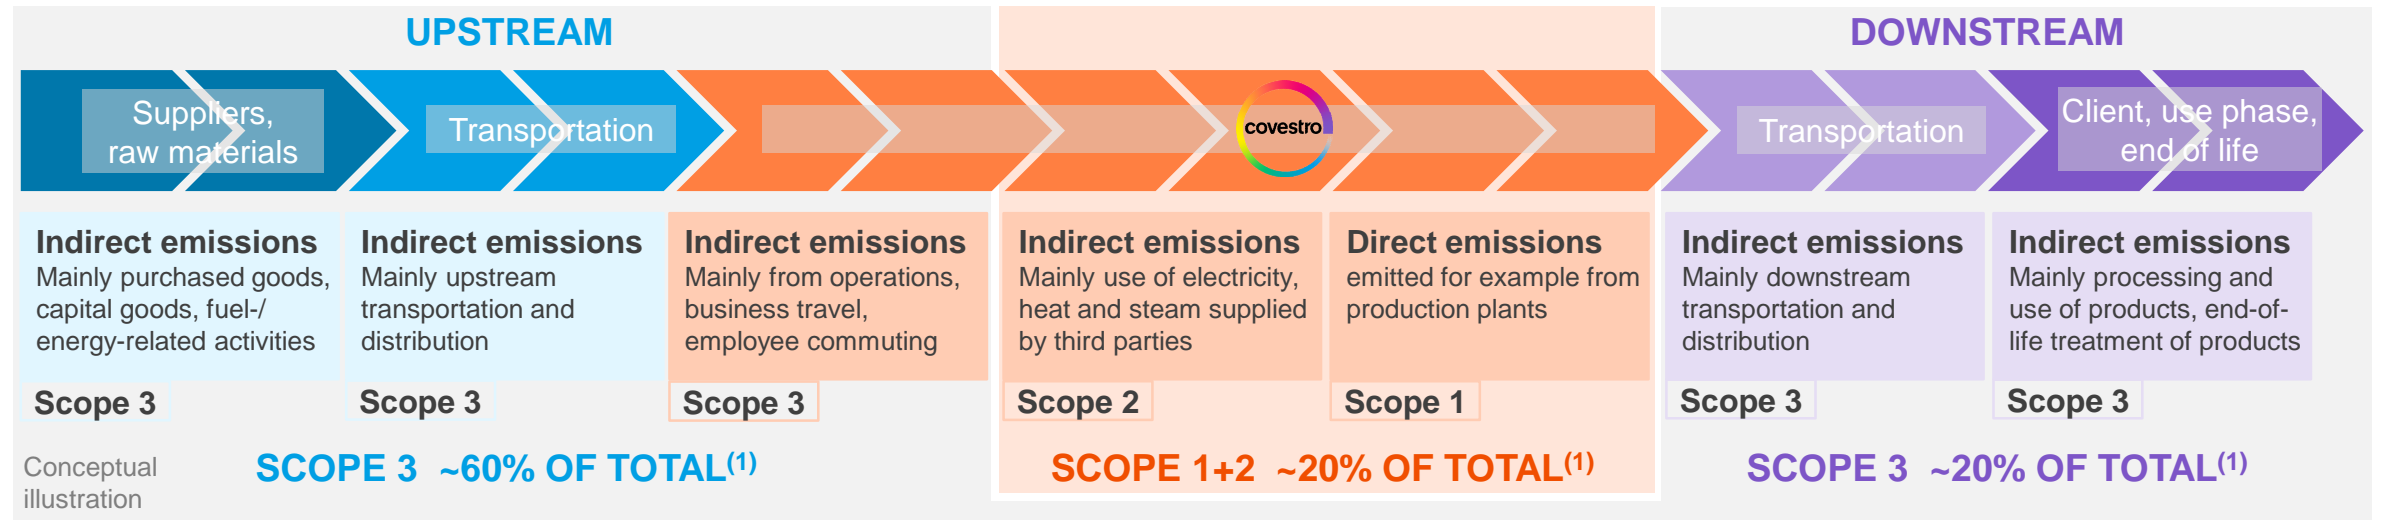 UPSTREAM
DOWNSTREAM
Suppliers,
raw materials
Transportation
covestro
Transportation
Client, use phase,
end of life
Indirect emissions
Mainly purchased goods,
capital goods, fuel-/
energy-related activities
Scope 3
Indirect emissions
Mainly upstream
transportation and
distribution
Scope 3
Indirect emissions
Mainly from operations,
business travel,
employee commuting
Scope 3
Indirect emissions
Mainly use of electricity,
heat and steam supplied
by third parties
Scope 2
Direct emissions
emitted for example from
production plants
Scope 1
Indirect emissions
Mainly downstream
transportation and
distribution
Scope 3
Indirect emissions
Mainly processing and
use of products, end-of-
life treatment of products
Scope 3
Conceptual
illustration
SCOPE 3 ~60% OF TOTAL(1)
SCOPE 1+2 ~20% OF TOTAL(1)
SCOPE 3 ~20% OF TOTAL(1)